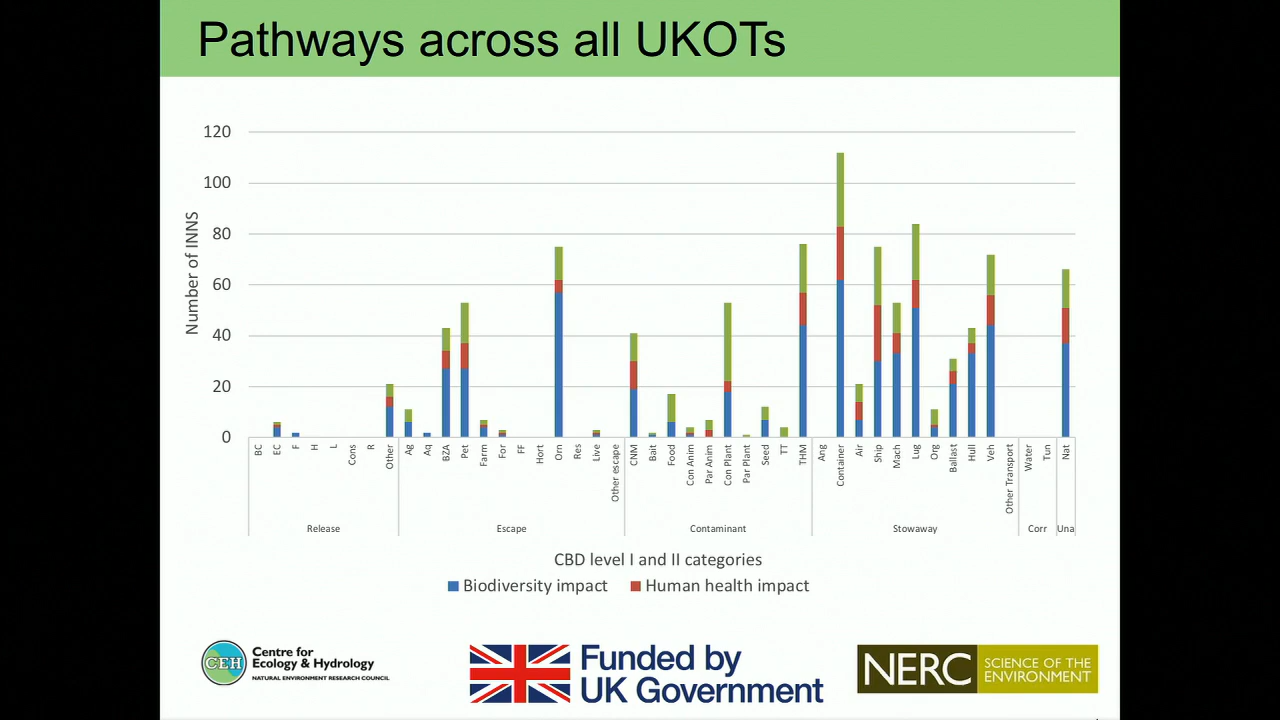 Pathways across all UKOTs
120
100
80
60
40
20
0
Number of INNS
BC
EC
F
H
L
Cons
R
Other
Ag
Aq
BZA
Pet
Farm
For
FF
Hort
Orn
Res
Live
Other escape
CNM
Bait
Food
Con Anim
Par Anim
Con Plant
Par Plant
Seed
TT
THM
Ang
Container
Air
Ship
Mach
Lug
Org
Ballast
Hull
Veh
Other Transport
Water
Tun
Nat
Release
Escape
Contaminant
Stowaway
Corr
Una
CBD level I and II categories
Biodiversity impact
Human health impact
CEH
Centre for
Ecology & Hydrology
NATURAL ENVIRONMENT RESEARCH COUNCIL
Funded by
UK Government
NERC
SCIENCE OF THE
ENVIRONMENT